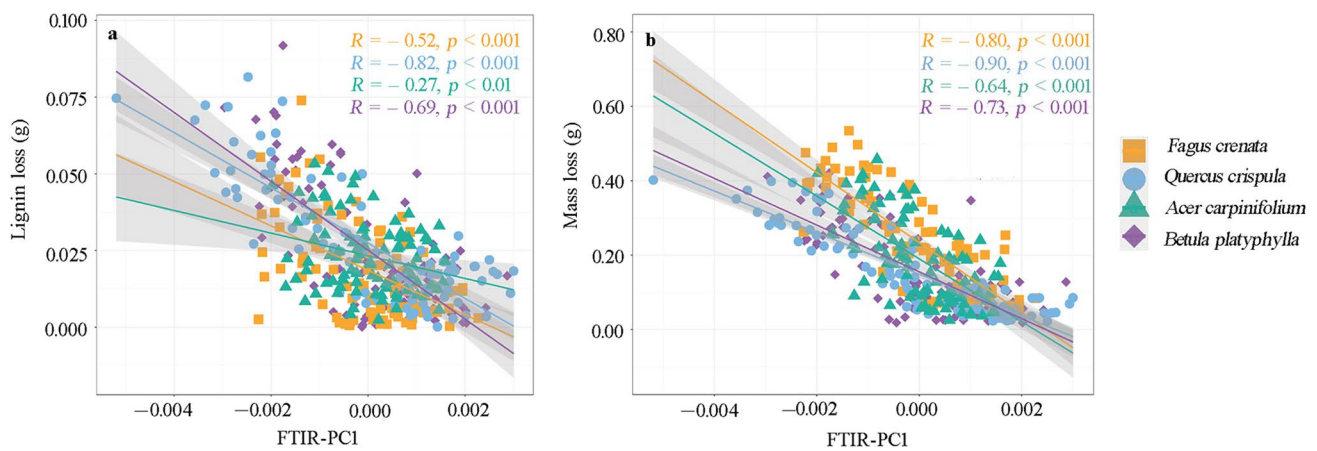 a
R = – 0.52, p < 0.001
R = – 0.82, p < 0.001
R = – 0.27, p < 0.01
R = – 0.69, p < 0.001
0.100
0.075
0.050
0.025
0.000
Lignin loss (g)
−0.004 −0.002 0.000 0.002
FTIR-PC1
b
R = – 0.80, p < 0.001
R = – 0.90, p < 0.001
R = – 0.64, p < 0.001
R = – 0.73, p < 0.001
0.80
0.60
0.40
0.20
0.00
Mass loss (g)
−0.004 −0.002 0.000 0.002
FTIR-PC1
Fagus crenata
Quercus crispula
Acer carpinifolium
Betula platyphylla